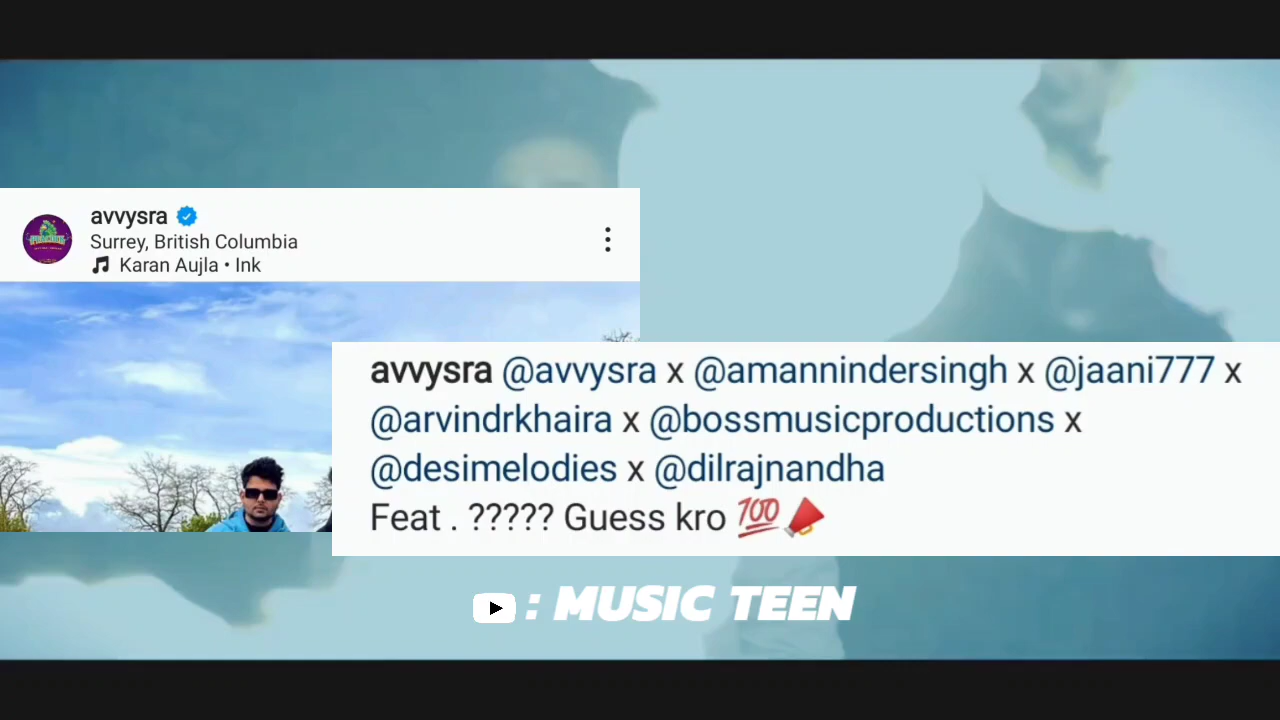 avvysra
Surrey, British Columbia
Karan Aujla • Ink
avvysra @avvysra x @amannindersingh x @jaani777 x
@arvindrkhaira x @bossmusicproductions x
@desimelodies x @dilrajnandha
Feat . ????? Guess kro 💯📣
: MUSIC TEEN